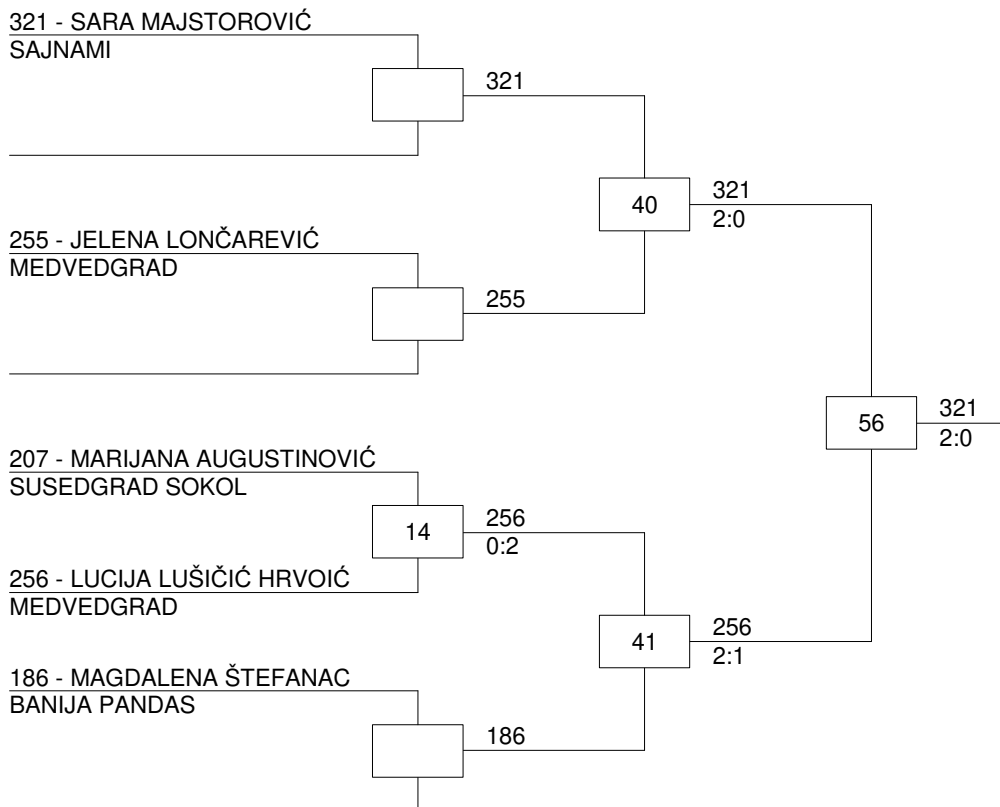 321 - SARA MAJSTOROVIĆ
SAJNAMI
321
40
321
2:0
255 - JELENA LONČAREVIĆ
MEDVEDGRAD
255
56
321
2:0
207 - MARIJANA AUGUSTINOVIĆ
SUSEDGRAD SOKOL
14
256
0:2
256 - LUCIJA LUŠIČIĆ HRVOIĆ
MEDVEDGRAD
41
256
2:1
186 - MAGDALENA ŠTEFANAC
BANIJA PANDAS
186